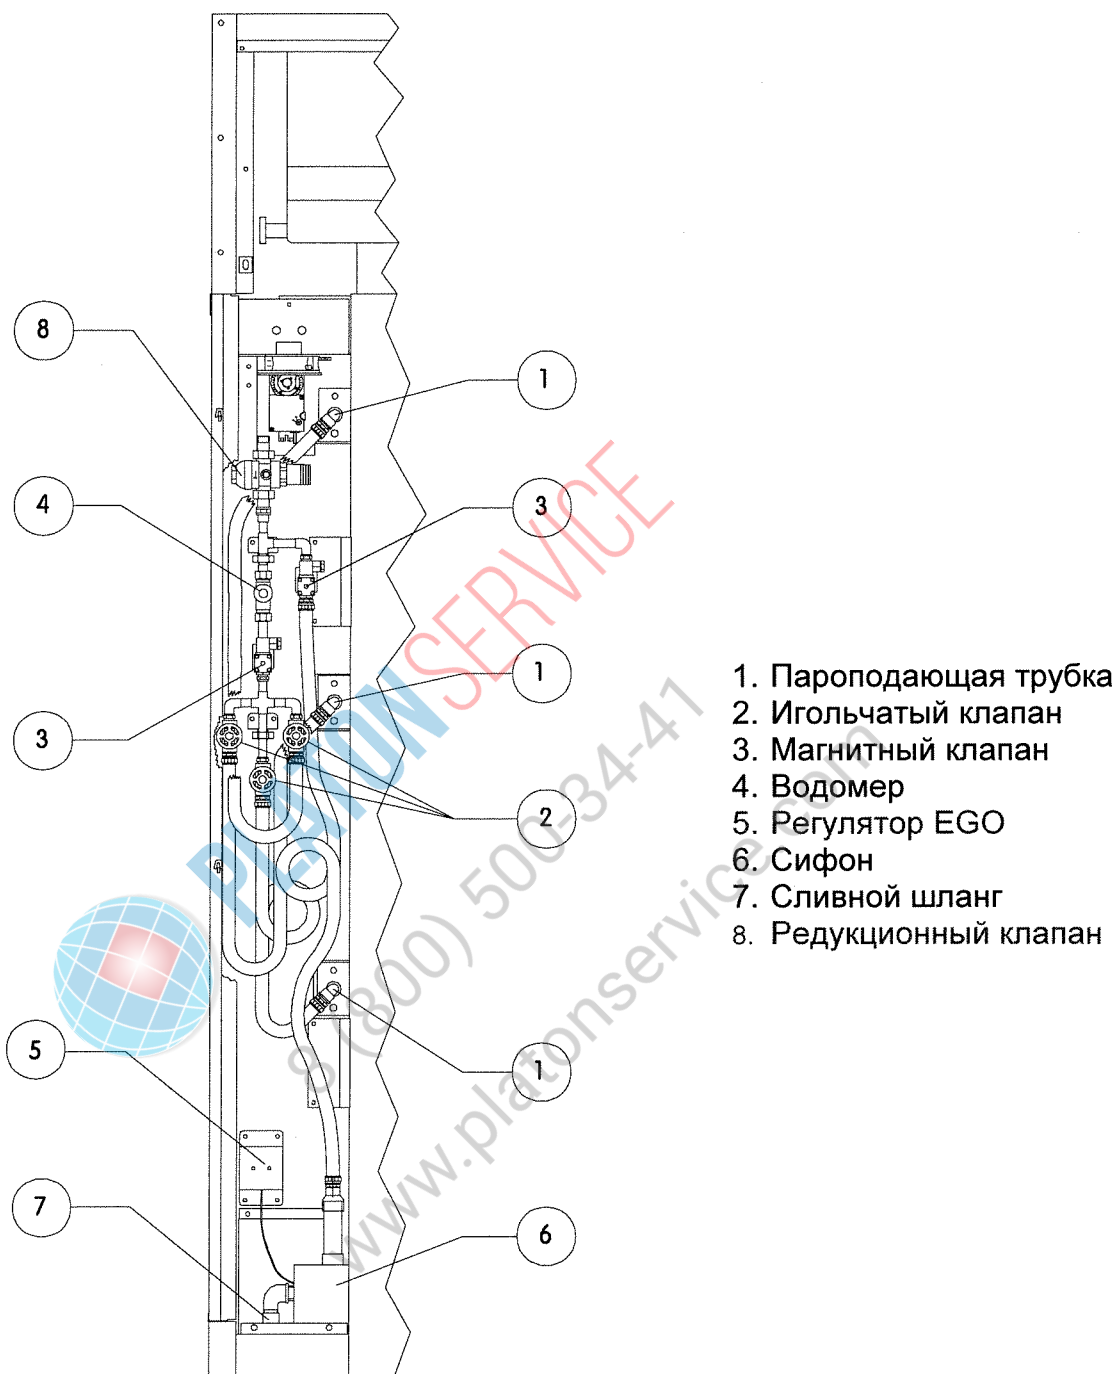 8
1
4
3
1
3
2
5
1
7
6
1. Пароподающая трубка
2. Игольчатый клапан
3. Магнитный клапан
4. Водомер
5. Регулятор EGO
6. Сифон
7. Сливной шланг
8. Редукционный клапан
PLATONSERVICE
8 (800) 500-34-41
www.platonservice.com